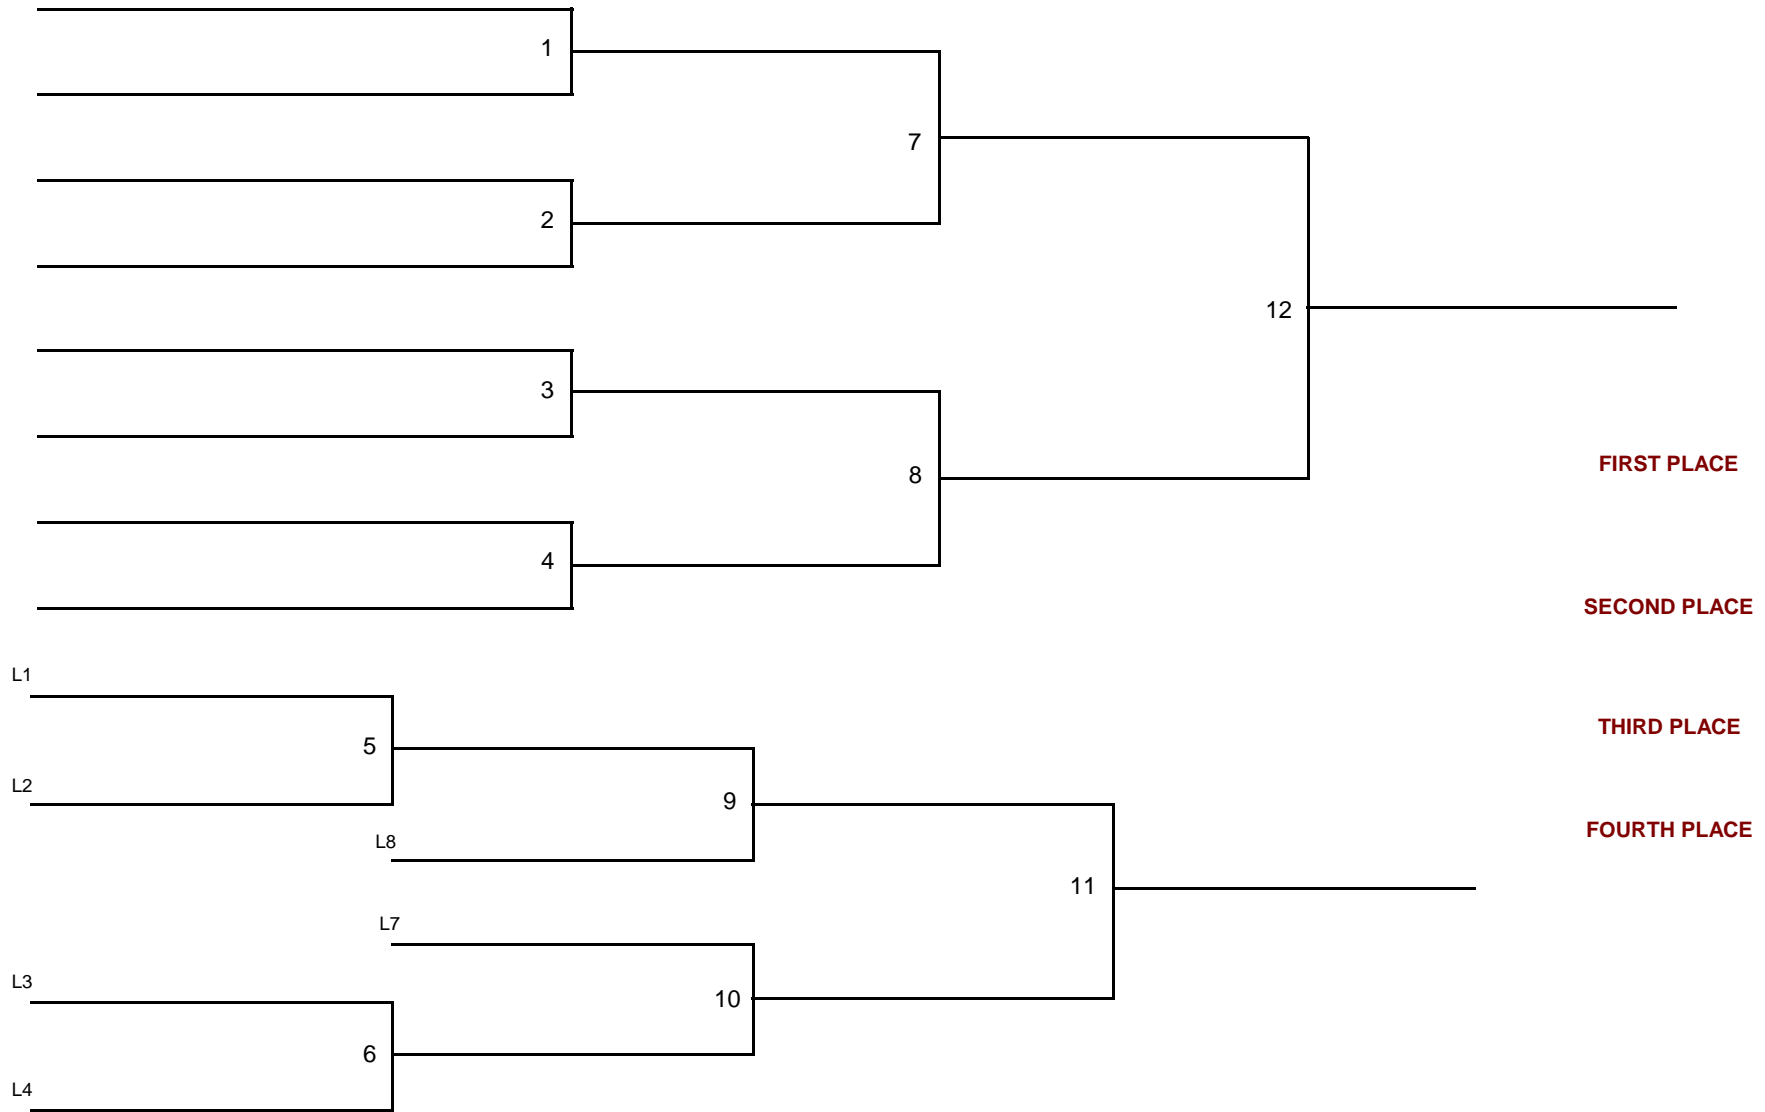 1
7
2
12
3
FIRST PLACE
8
4
SECOND PLACE
L1
THIRD PLACE
5
L2
9
FOURTH PLACE
L8
11
L7
L3
10
6
L4